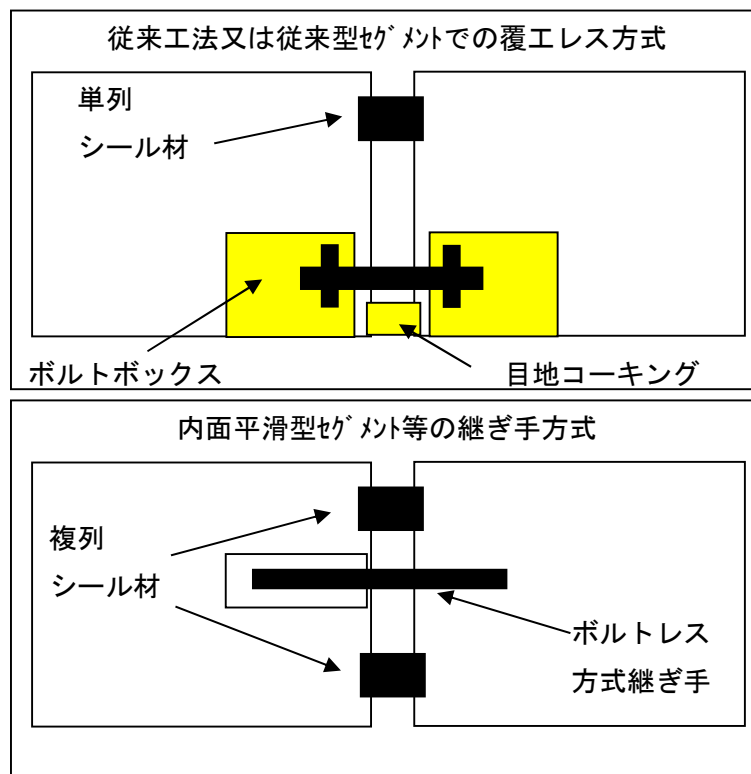 従来工法又は従来型ｾｸﾞﾒﾝﾄでの覆工レス方式
単列
シール材
ボルトボックス
目地コーキング
内面平滑型ｾｸﾞﾒﾝﾄ等の継ぎ手方式
複列
シール材
ボルトレス
方式継ぎ手